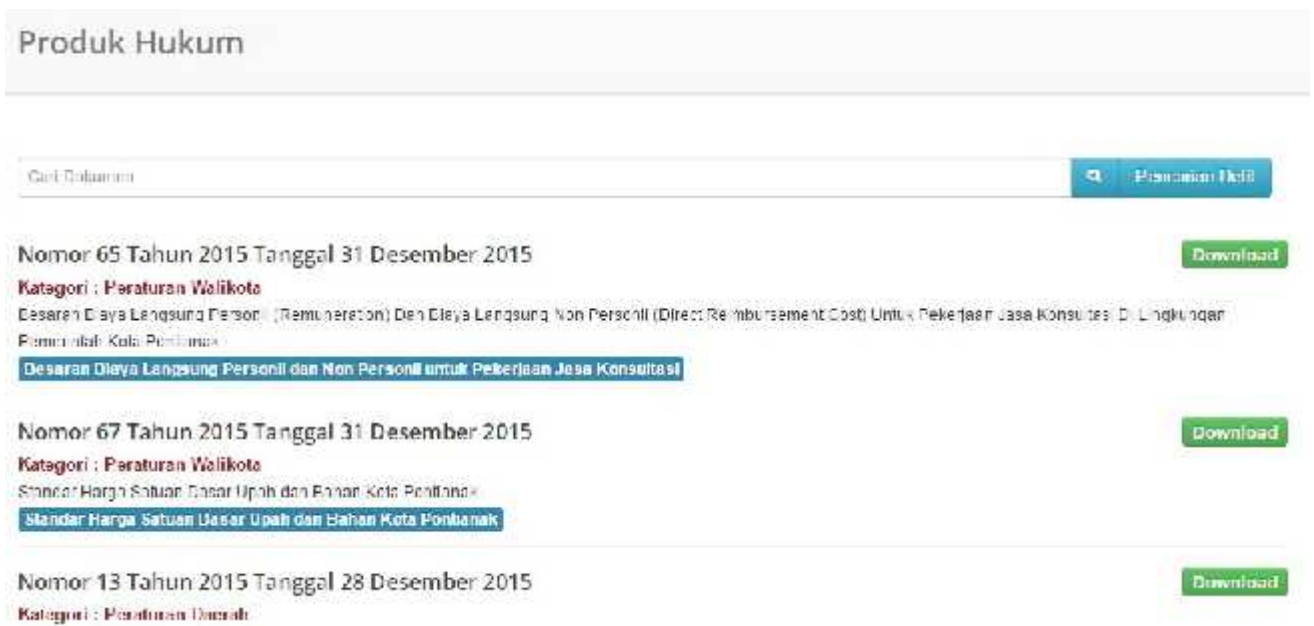 Produk Hukum
Cari Dokumen
Pencarian Detil
Nomor 65 Tahun 2015 Tanggal 31 Desember 2015
Download
Kategori : Peraturan Walikota
Besaran Biaya Langsung Personil (Remuneration) Dan Biaya Langsung Non Personil (Direct Reimbursement Cost) Untuk Pekerjaan Jasa Konsultasi Di Lingkungan
Pemerintah Kota Pontianak
Besaran Biaya Langsung Personil dan Non Personil untuk Pekerjaan Jasa Konsultasi
Nomor 67 Tahun 2015 Tanggal 31 Desember 2015
Download
Kategori : Peraturan Walikota
Standar Harga Satuan Dasar Upah dan Bahan Kota Pontianak
Standar Harga Satuan Dasar Upah dan Bahan Kota Pontianak
Nomor 13 Tahun 2015 Tanggal 28 Desember 2015
Download
Kategori : Peraturan Daerah